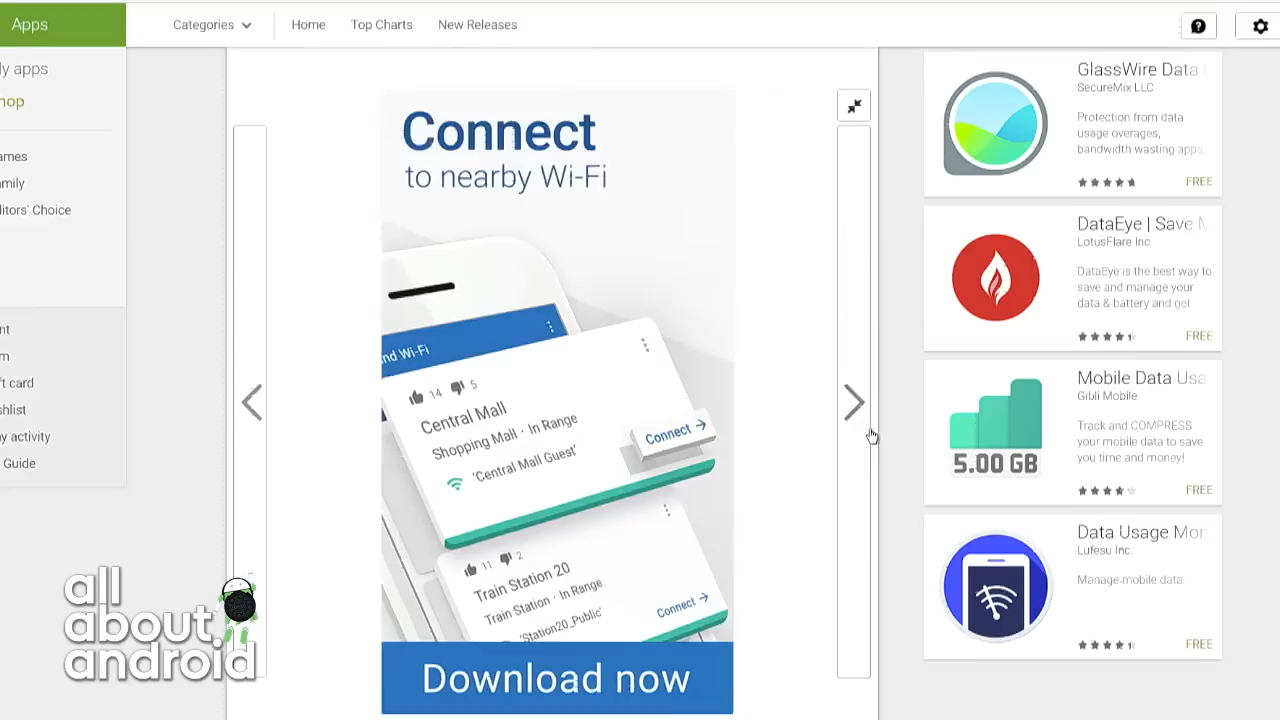 Apps
Categories
Home
Top Charts
New Releases
y apps
hop
ames
amily
ditors' Choice
nt
m
ft card
shlist
y activity
Guide
Connect
to nearby Wi-Fi
nd Wi-Fi
14
5
Central Mall
Shopping Mall · In Range
'Central Mall Guest'
Connect →
11
2
Train Station 20
Train Station · In Range
'Station20_Public'
Connect →
Download now
GlassWire Data
SecureMix LLC
Protection from data
usage overages,
bandwidth wasting apps,
FREE
DataEye | Save
LotusFlare Inc
DataEye is the best way to
save and manage your
data & battery and get
FREE
5.00 GB
Mobile Data Usa
Gibli Mobile
Track and COMPRESS
your mobile data to save
you time and money!
FREE
Data Usage Mon
Lufesu Inc.
Manage mobile data.
FREE
all
about
android